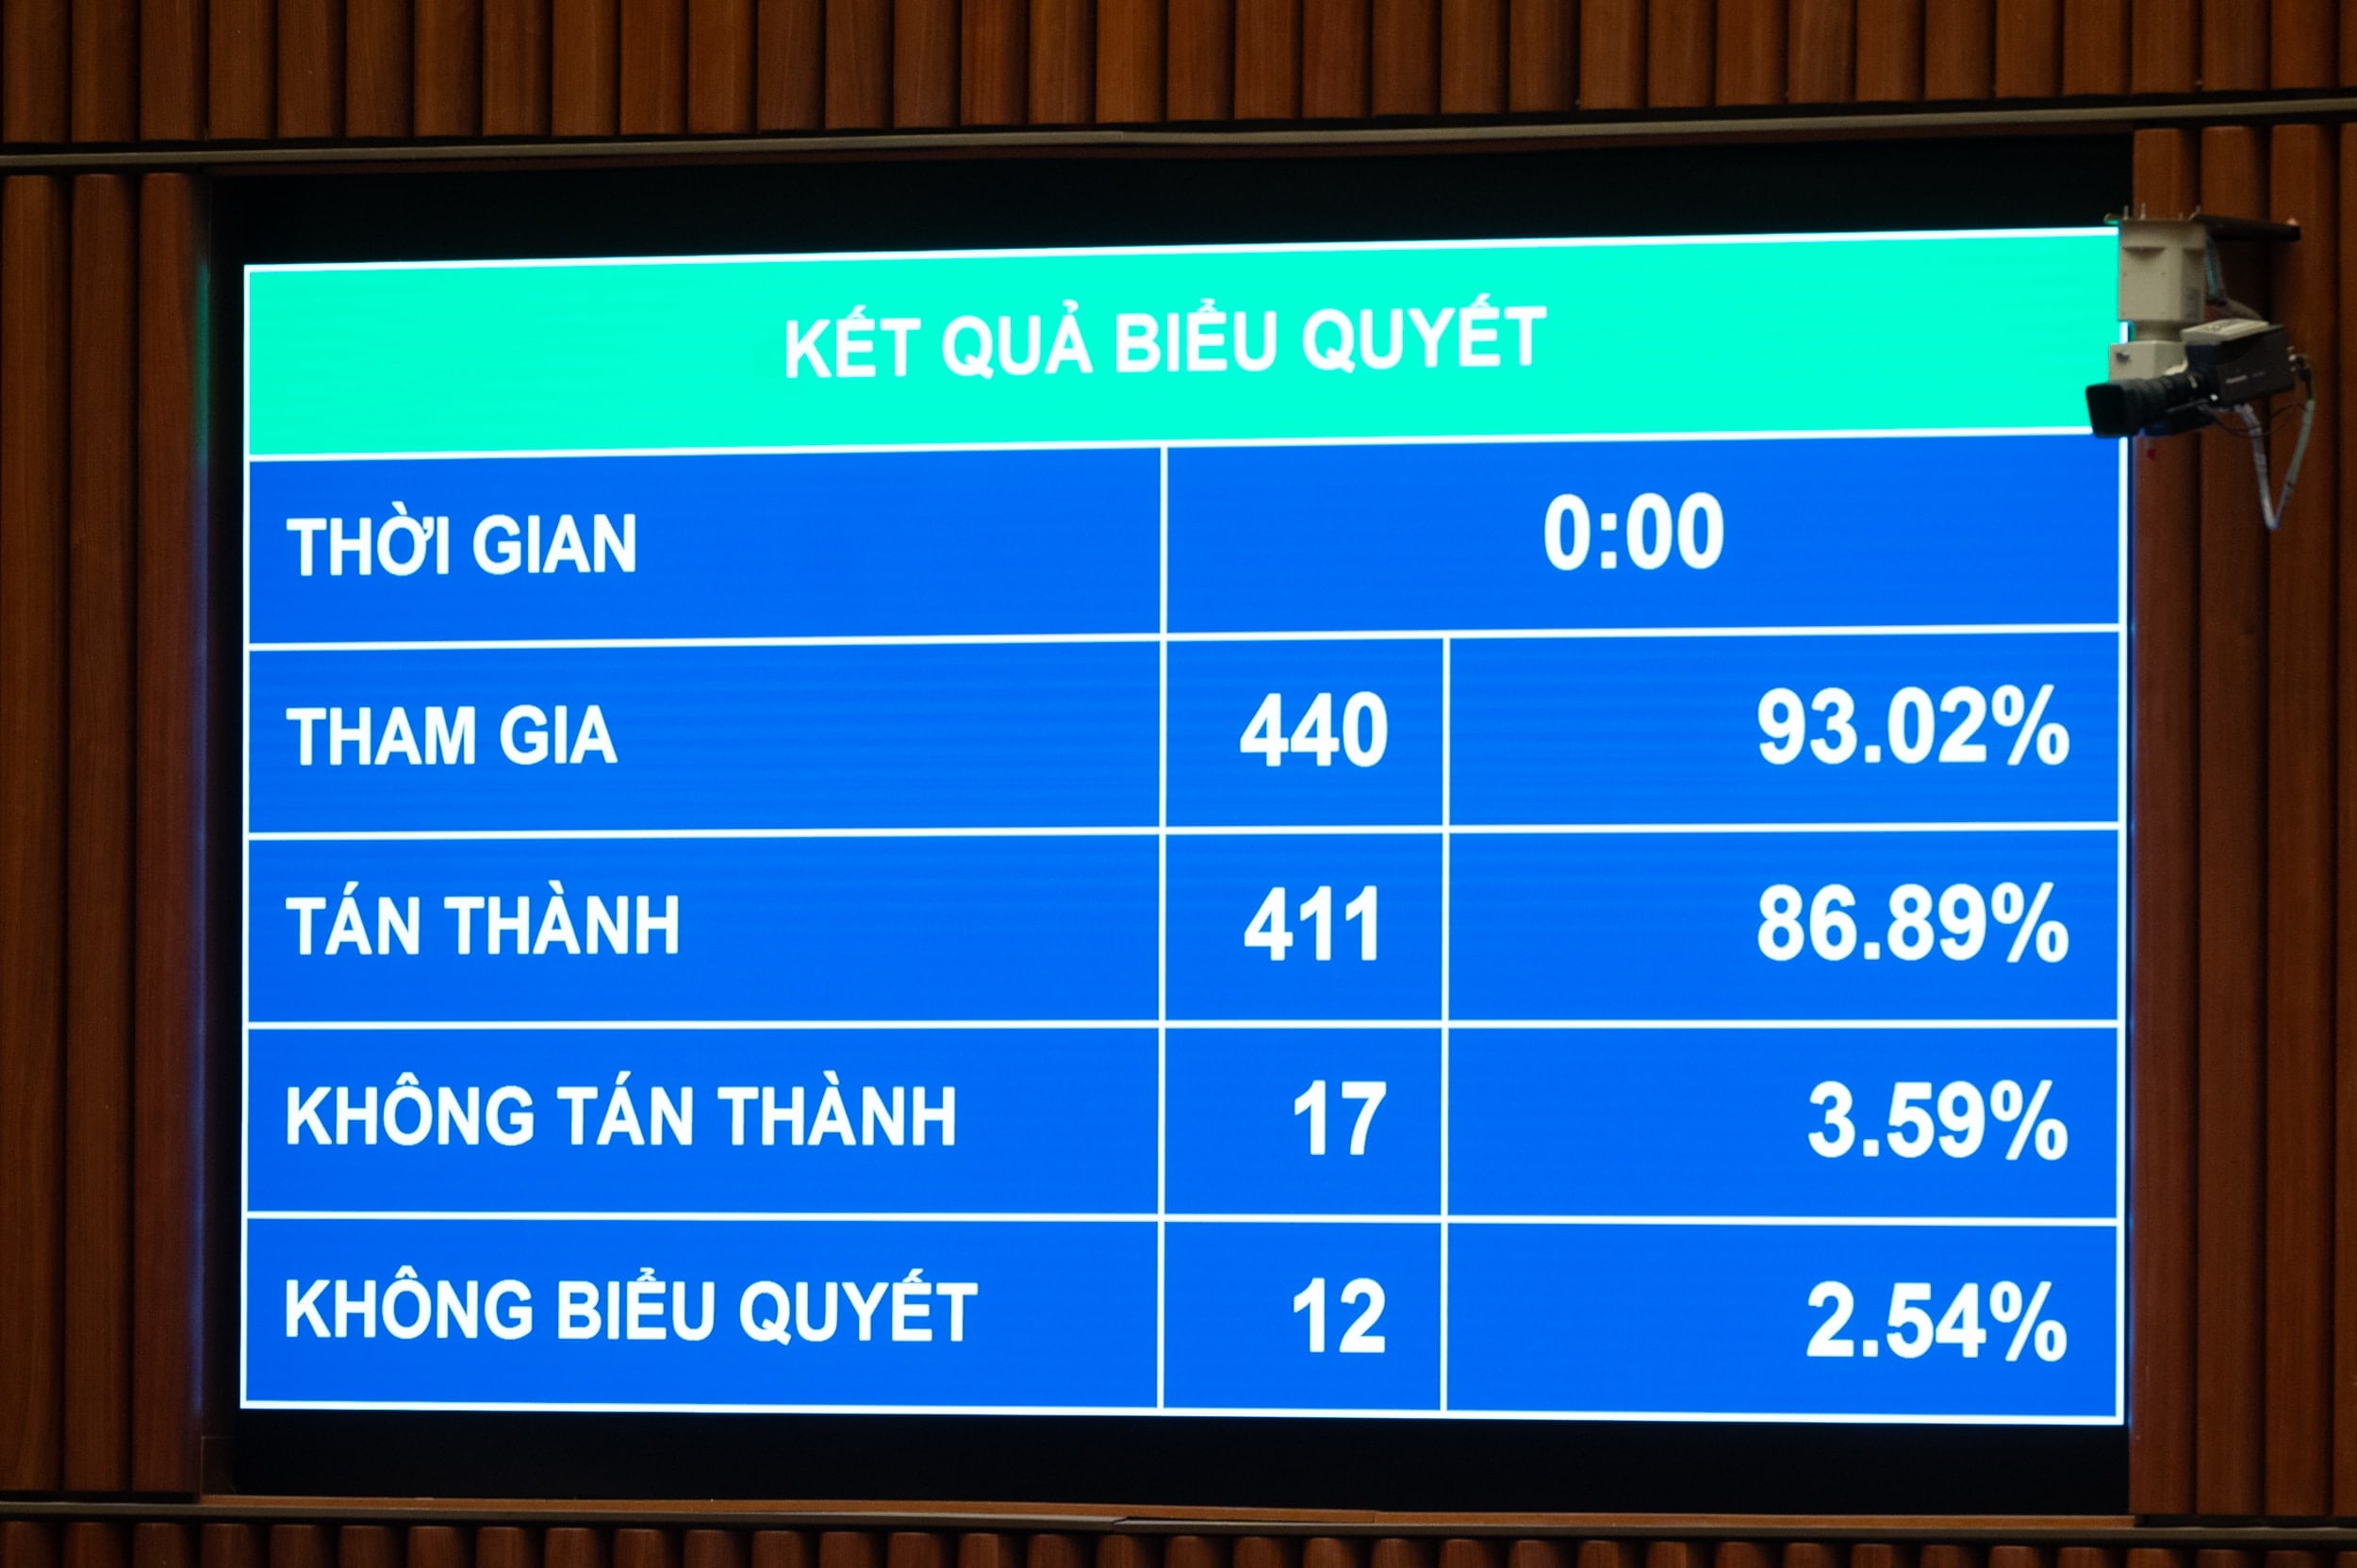 KẾT QUẢ BIỂU QUYẾT
THỜI GIAN 0:00
THAM GIA 440 93.02%
TÁN THÀNH 411 86.89%
KHÔNG TÁN THÀNH 17 3.59%
KHÔNG BIỂU QUYẾT 12 2.54%